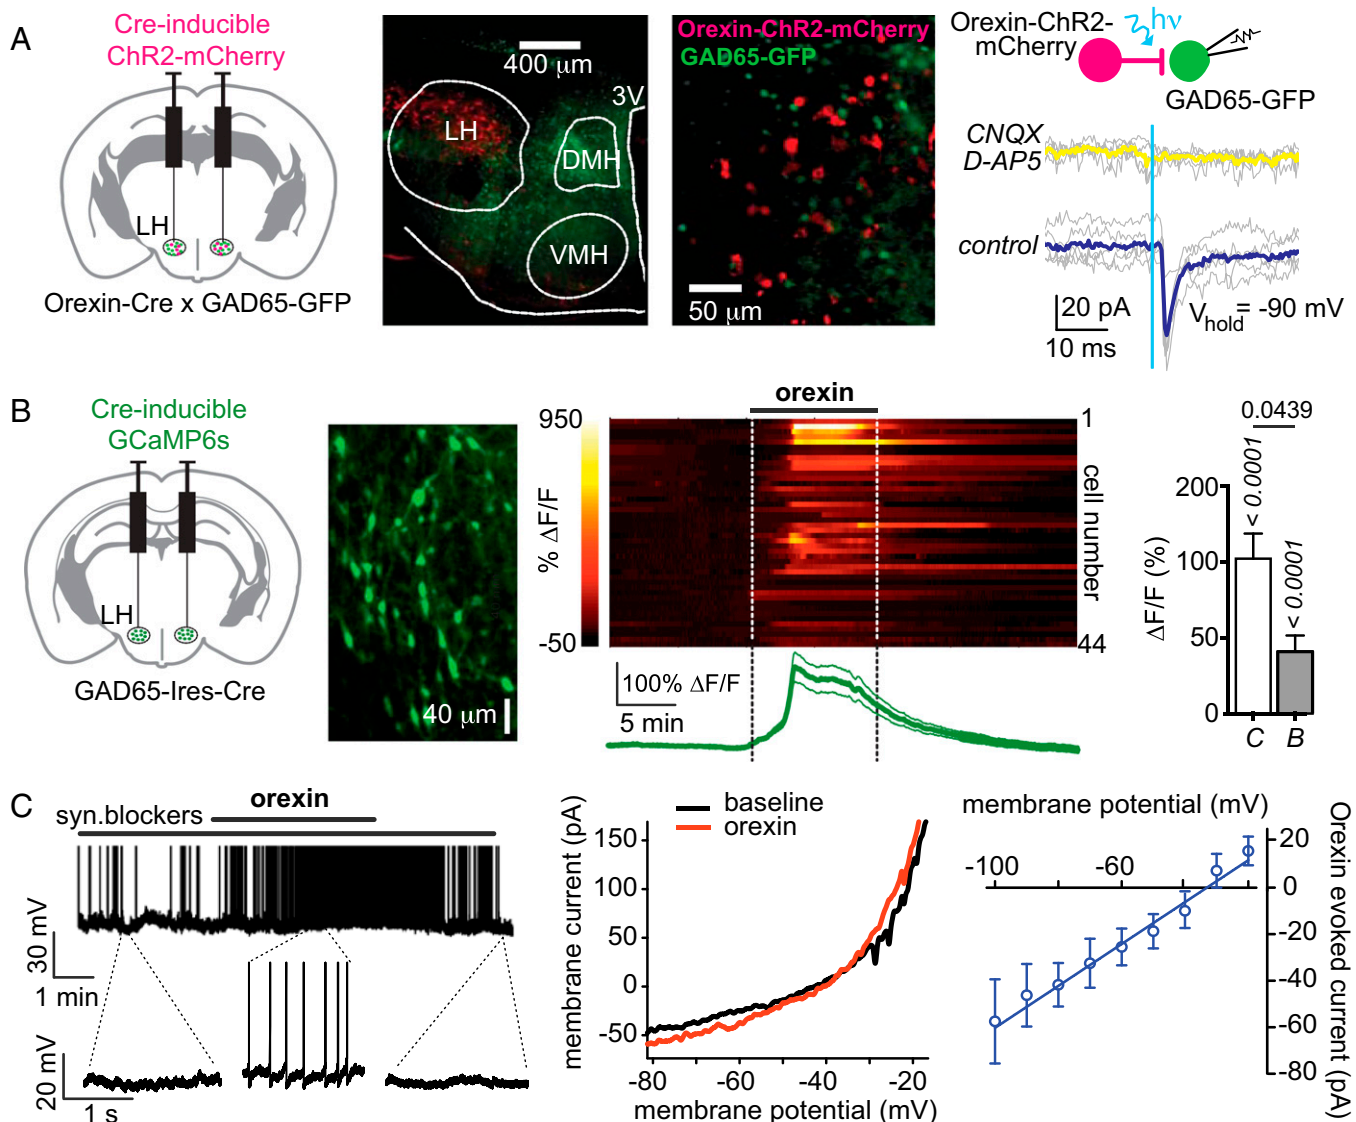 A
Cre-inducible
ChR2-mCherry
LH
Orexin-Cre x GAD65-GFP
400 μm
3V
LH
DMH
VMH
Orexin-ChR2-mCherry
GAD65-GFP
50 μm
Orexin-ChR2-
mCherry
hν
GAD65-GFP
CNQX
D-AP5
control
20 pA
10 ms
Vhold = -90 mV
B
Cre-inducible
GCaMP6s
LH
GAD65-Ires-Cre
40 μm
950
% ΔF/F
-50
orexin
1
cell number
44
100% ΔF/F
5 min
0.0439
< 0.0001
< 0.0001
200
100
50
0
ΔF/F (%)
C B
C
orexin
syn.blockers
30 mV
1 min
20 mV
1 s
baseline
orexin
membrane current (pA)
150
100
50
0
-50
-80 -60 -40 -20
membrane potential (mV)
membrane potential (mV)
-100 -60
20
0
-20
-40
-60
-80
Orexin evoked current (pA)